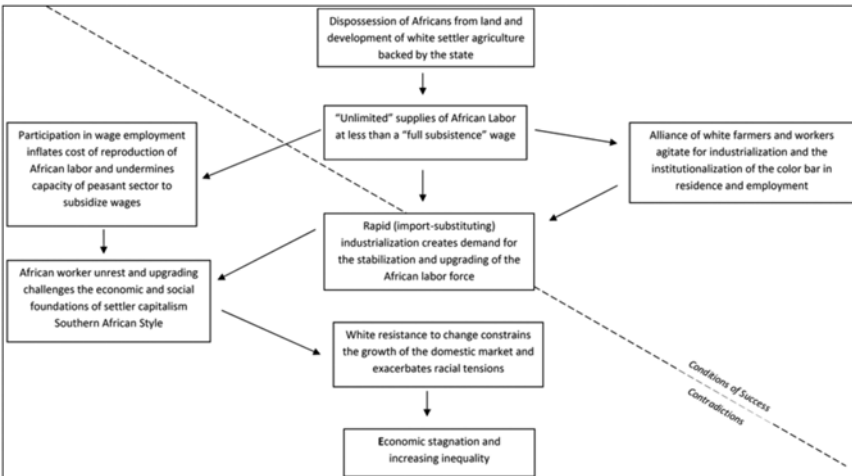 Dispossession of Africans from land and
development of white settler agriculture
backed by the state
“Unlimited” supplies of African Labor
at less than a “full subsistence” wage
Participation in wage employment
inflates cost of reproduction of
African labor and undermines
capacity of peasant sector to
subsidize wages
Alliance of white farmers and workers
agitate for industrialization and the
institutionalization of the color bar in
residence and employment
Rapid (import-substituting)
industrialization creates demand for
the stabilization and upgrading of the
African labor force
African worker unrest and upgrading
challenges the economic and social
foundations of settler capitalism
Southern African Style
White resistance to change constrains
the growth of the domestic market and
exacerbates racial tensions
Conditions of Success
Contradictions
Economic stagnation and
increasing inequality